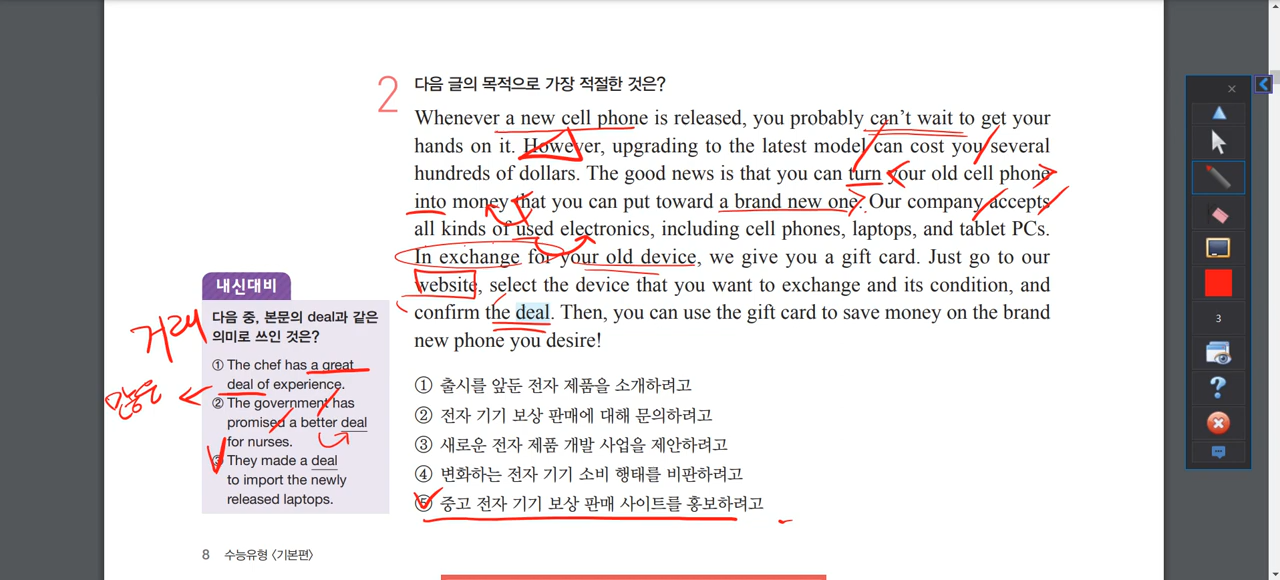 2 다음 글의 목적으로 가장 적절한 것은?
Whenever a new cell phone is released, you probably can't wait to get your
hands on it. However, upgrading to the latest model can cost you several
hundreds of dollars. The good news is that you can turn your old cell phone
into money that you can put toward a brand new one. Our company accepts
all kinds of used electronics, including cell phones, laptops, and tablet PCs.
In exchange for your old device, we give you a gift card. Just go to our
website, select the device that you want to exchange and its condition, and
confirm the deal. Then, you can use the gift card to save money on the brand
new phone you desire!
① 출시를 앞둔 전자 제품을 소개하려고
② 전자 기기 보상 판매에 대해 문의하려고
③ 새로운 전자 제품 개발 사업을 제안하려고
④ 변화하는 전자 기기 소비 행태를 비판하려고
⑤ 중고 전자 기기 보상 판매 사이트를 홍보하려고
내신대비
다음 중, 본문의 deal과 같은
의미로 쓰인 것은?
① The chef has a great
deal of experience.
② The government has
promised a better deal
for nurses.
③ They made a deal
to import the newly
released laptops.
거래
많은
8 수능유형 〈기본편〉
3